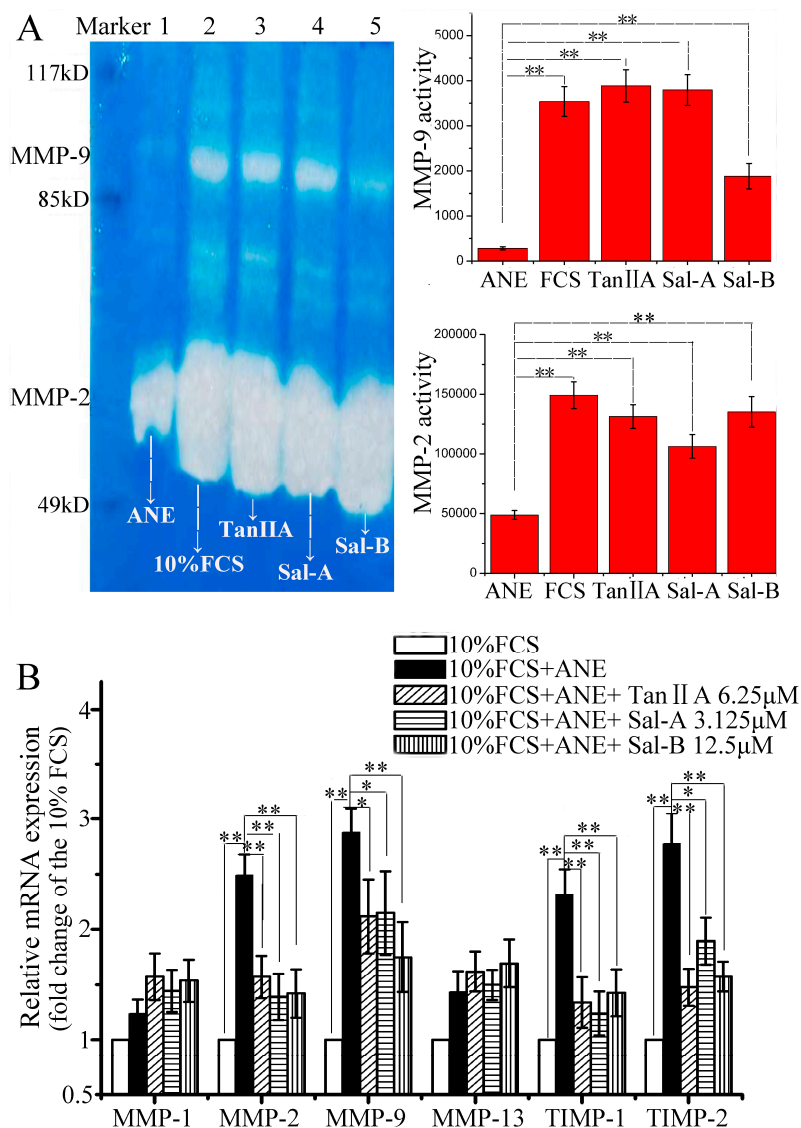 A
Marker 1 2 3 4 5
117kD
MMP-9
85kD
MMP-2
49kD
ANE
10%FCS
TanIIA
Sal-A
Sal-B
MMP-9 activity
5000
4000
3000
2000
1000
0
** ** ** **
ANE FCS TanⅡA Sal-A Sal-B
MMP-2 activity
200000
150000
100000
50000
0
** ** ** **
ANE FCS TanⅡA Sal-A Sal-B
B
10%FCS
10%FCS+ANE
10%FCS+ANE+ TanⅡA 6.25μM
10%FCS+ANE+ Sal-A 3.125μM
10%FCS+ANE+ Sal-B 12.5μM
Relative mRNA expression
(fold change of the 10% FCS)
4
3
2
1
0.5
** ** ** **
** * * **
** ** ** **
** ** * **
MMP-1 MMP-2 MMP-9 MMP-13 TIMP-1 TIMP-2